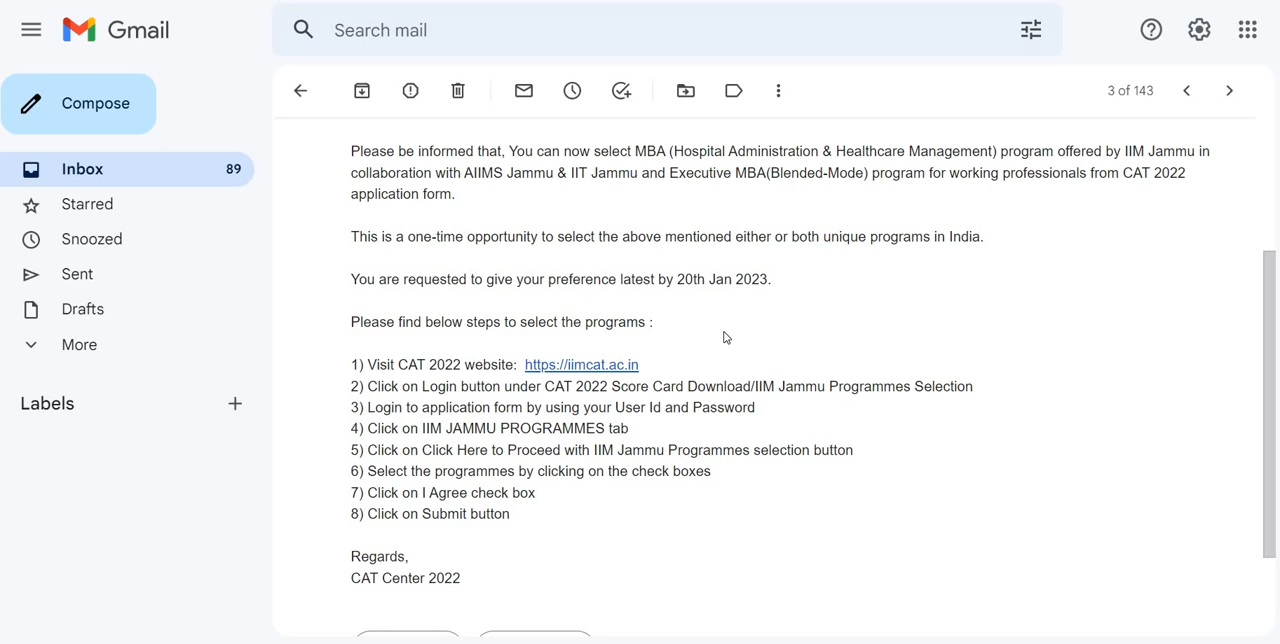 Gmail
Search mail
Compose
3 of 143
Inbox 89
Starred
Snoozed
Sent
Drafts
More
Labels
Please be informed that, You can now select MBA (Hospital Administration & Healthcare Management) program offered by IIM Jammu in
collaboration with AIIMS Jammu & IIT Jammu and Executive MBA(Blended-Mode) program for working professionals from CAT 2022
application form.
This is a one-time opportunity to select the above mentioned either or both unique programs in India.
You are requested to give your preference latest by 20th Jan 2023.
Please find below steps to select the programs :
1) Visit CAT 2022 website: https://iimcat.ac.in
2) Click on Login button under CAT 2022 Score Card Download/IIM Jammu Programmes Selection
3) Login to application form by using your User Id and Password
4) Click on IIM JAMMU PROGRAMMES tab
5) Click on Click Here to Proceed with IIM Jammu Programmes selection button
6) Select the programmes by clicking on the check boxes
7) Click on I Agree check box
8) Click on Submit button
Regards,
CAT Center 2022